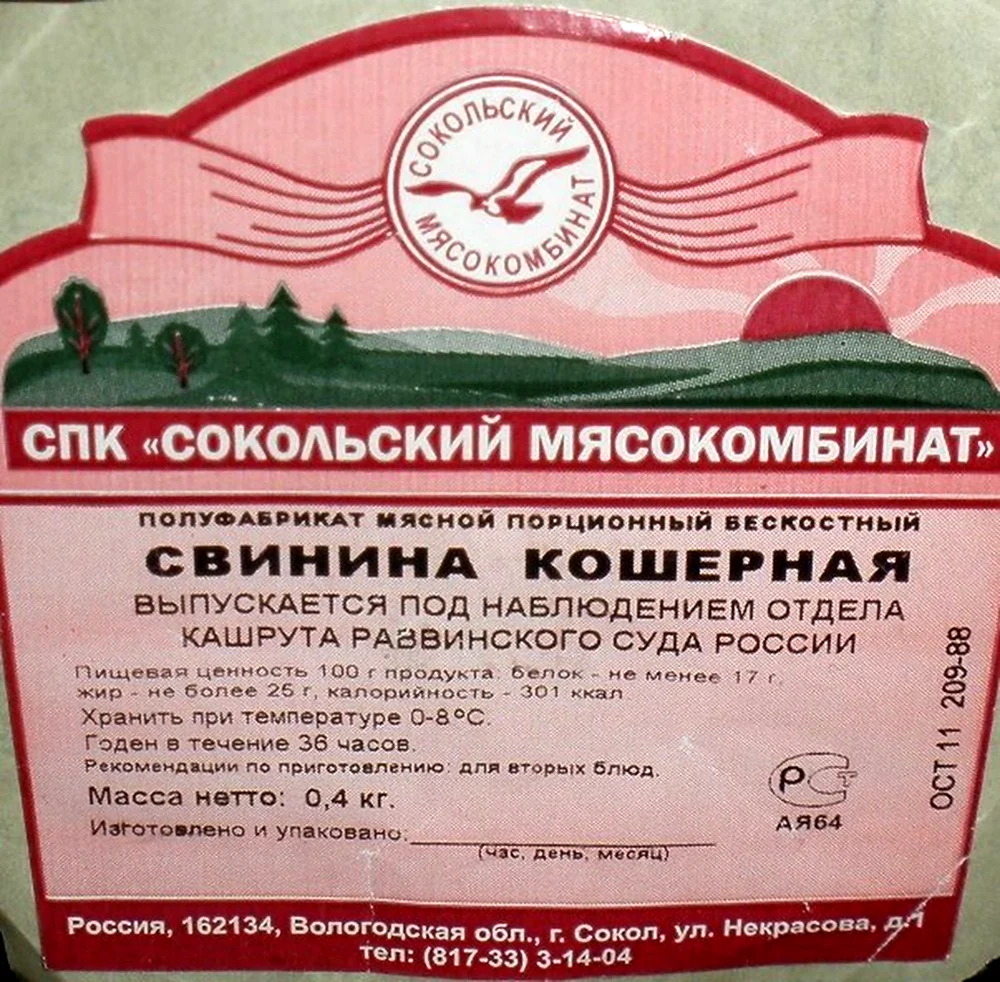 СОКОЛЬСКИЙ
МЯСОКОМБИНАТ
СПК «СОКОЛЬСКИЙ МЯСОКОМБИНАТ»
ПОЛУФАБРИКАТ МЯСНОЙ ПОРЦИОННЫЙ БЕСКОСТНЫЙ
СВИНИНА КОШЕРНАЯ
ВЫПУСКАЕТСЯ ПОД НАБЛЮДЕНИЕМ ОТДЕЛА
КАШРУТА РАВВИНСКОГО СУДА РОССИИ
Пищевая ценность 100 г продукта: белок - не менее 17 г,
жир - не более 25 г, калорийность - 301 ккал.
Хранить при температуре 0-8°С.
Годен в течение 36 часов.
Рекомендации по приготовлению: для вторых блюд.
Масса нетто: 0,4 кг.
Изготовлено и упаковано:
(час, день, месяц)
РСТ
АЯ64
ОСТ 11 209-88
Россия, 162134, Вологодская обл., г. Сокол, ул. Некрасова, д.1
тел: (817-33) 3-14-04